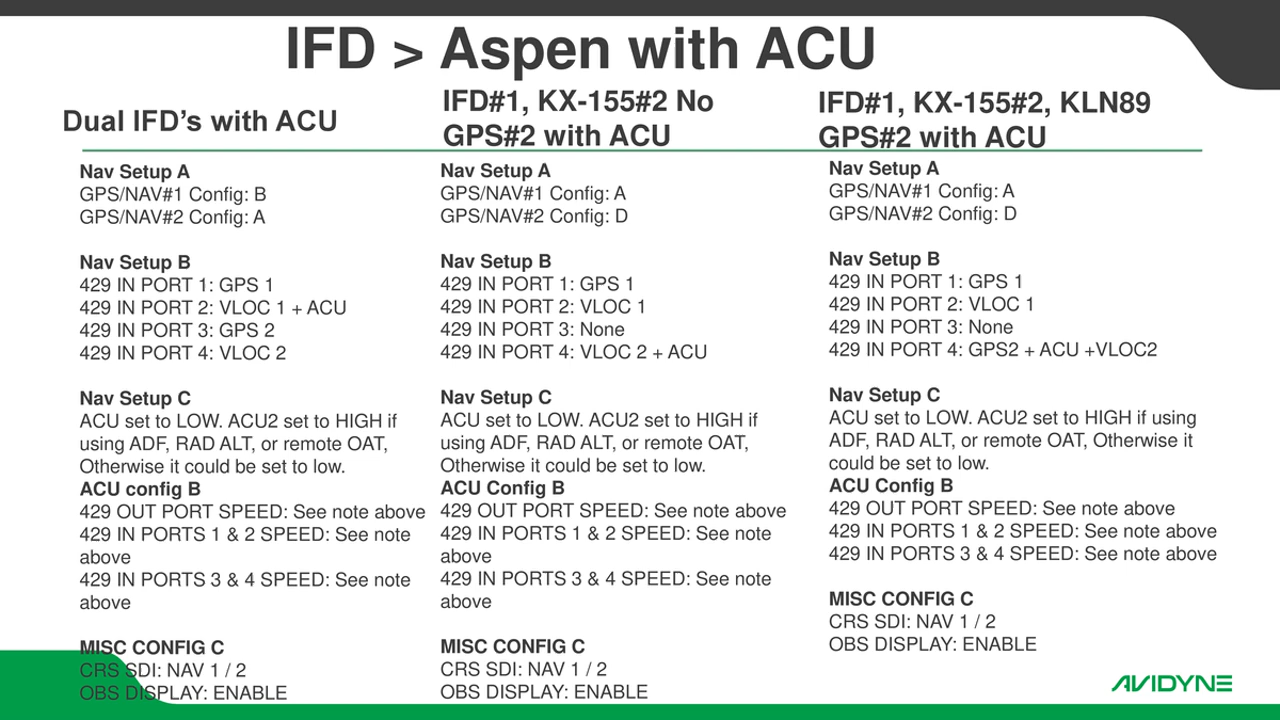 IFD > Aspen with ACU
Dual IFD's with ACU
Nav Setup A
GPS/NAV#1 Config: B
GPS/NAV#2 Config: A
Nav Setup B
429 IN PORT 1: GPS 1
429 IN PORT 2: VLOC 1 + ACU
429 IN PORT 3: GPS 2
429 IN PORT 4: VLOC 2
Nav Setup C
ACU set to LOW. ACU2 set to HIGH if
using ADF, RAD ALT, or remote OAT,
Otherwise it could be set to low.
ACU config B
429 OUT PORT SPEED: See note above
429 IN PORTS 1 & 2 SPEED: See note
above
429 IN PORTS 3 & 4 SPEED: See note
above
MISC CONFIG C
CRS SDI: NAV 1 / 2
OBS DISPLAY: ENABLE
IFD#1, KX-155#2 No
GPS#2 with ACU
Nav Setup A
GPS/NAV#1 Config: A
GPS/NAV#2 Config: D
Nav Setup B
429 IN PORT 1: GPS 1
429 IN PORT 2: VLOC 1
429 IN PORT 3: None
429 IN PORT 4: VLOC 2 + ACU
Nav Setup C
ACU set to LOW. ACU2 set to HIGH if
using ADF, RAD ALT, or remote OAT,
Otherwise it could be set to low.
ACU Config B
429 OUT PORT SPEED: See note above
429 IN PORTS 1 & 2 SPEED: See note
above
429 IN PORTS 3 & 4 SPEED: See note
above
MISC CONFIG C
CRS SDI: NAV 1 / 2
OBS DISPLAY: ENABLE
IFD#1, KX-155#2, KLN89
GPS#2 with ACU
Nav Setup A
GPS/NAV#1 Config: A
GPS/NAV#2 Config: D
Nav Setup B
429 IN PORT 1: GPS 1
429 IN PORT 2: VLOC 1
429 IN PORT 3: None
429 IN PORT 4: GPS2 + ACU +VLOC2
Nav Setup C
ACU set to LOW. ACU2 set to HIGH if using
ADF, RAD ALT, or remote OAT, Otherwise it
could be set to low.
ACU Config B
429 OUT PORT SPEED: See note above
429 IN PORTS 1 & 2 SPEED: See note above
429 IN PORTS 3 & 4 SPEED: See note above
MISC CONFIG C
CRS SDI: NAV 1 / 2
OBS DISPLAY: ENABLE
AVIDYNE